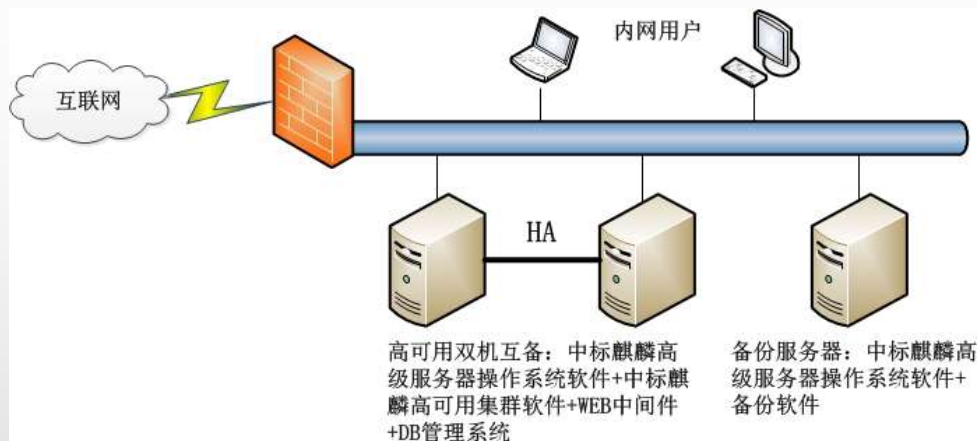 内网用户
互联网
HA
高可用双机互备：中标麒麟高
级服务器操作系统软件+中标麒
麟高可用集群软件+WEB中间件
+DB管理系统
备份服务器：中标麒麟高
级服务器操作系统软件+
备份软件